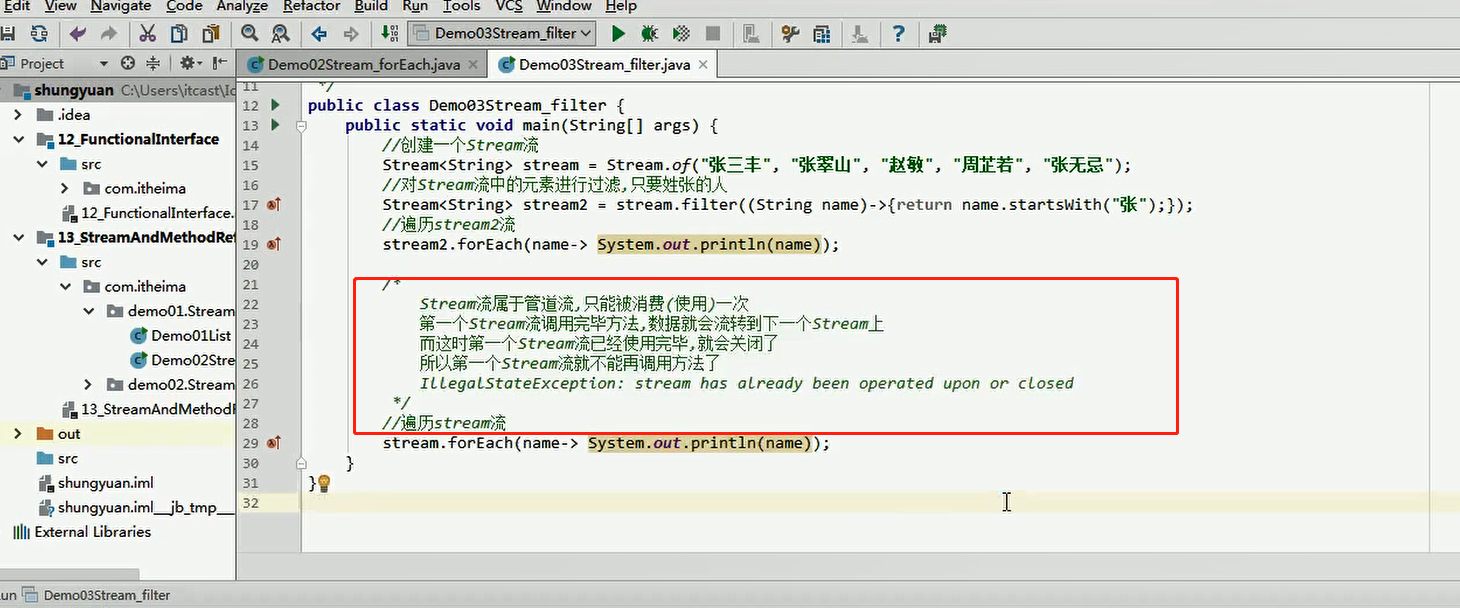 Edit View Navigate Code Analyze Refactor Build Run Tools VCS Window Help
Demo03Stream_filter
Project
Demo02Stream_forEach.java
Demo03Stream_filter.java
shungyuan C:\Users\itcast\Ic
.idea
12_FunctionalInterface
src
com.itheima
12_FunctionalInterface.
13_StreamAndMethodRef
src
com.itheima
demo01.Stream
Demo01List
Demo02Stre
demo02.Stream
13_StreamAndMethodF
out
src
shungyuan.iml
shungyuan.iml__jb_tmp__
External Libraries
11 */
12 public class Demo03Stream_filter {
13 public static void main(String[] args) {
14 //创建一个Stream流
15 Stream<String> stream = Stream.of("张三丰", "张翠山", "赵敏", "周芷若", "张无忌");
16 //对Stream流中的元素进行过滤,只要姓张的人
17 Stream<String> stream2 = stream.filter((String name)->{return name.startsWith("张");});
18 //遍历stream2流
19 stream2.forEach(name-> System.out.println(name));
20
21 /*
22 Stream流属于管道流,只能被消费(使用)一次
23 第一个Stream流调用完毕方法,数据就会流转到下一个Stream上
24 而这时第一个Stream流已经使用完毕,就会关闭了
25 所以第一个Stream流就不能再调用方法了
26 IllegalStateException: stream has already been operated upon or closed
27 */
28 //遍历stream流
29 stream.forEach(name-> System.out.println(name));
30 }
31 }
32
un Demo03Stream_filter